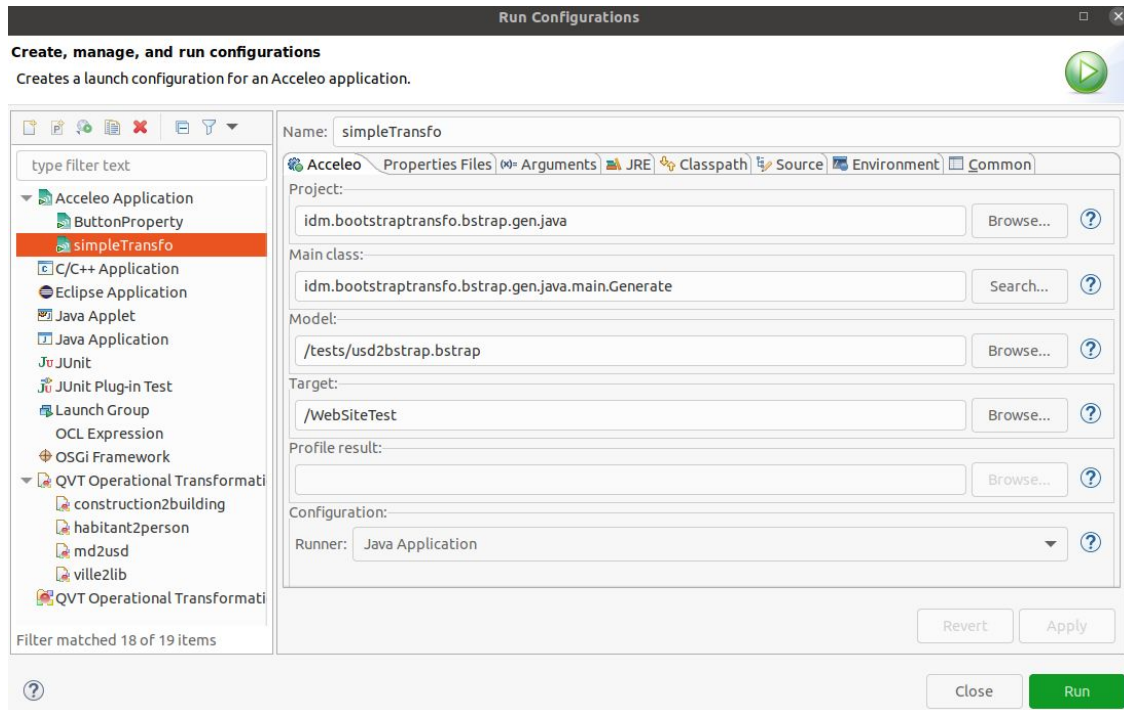 Run Configurations
Create, manage, and run configurations
Creates a launch configuration for an Acceleo application.
type filter text
Acceleo Application
ButtonProperty
simpleTransfo
C/C++ Application
Eclipse Application
Java Applet
Java Application
JUnit
JUnit Plug-in Test
Launch Group
OCL Expression
OSGi Framework
QVT Operational Transformati
construction2building
habitant2person
md2usd
ville2lib
QVT Operational Transformati
Filter matched 18 of 19 items
Name: simpleTransfo
Acceleo Properties Files Arguments JRE Classpath Source Environment Common
Project:
idm.bootstraptransfo.bstrap.gen.java Browse...
Main class:
idm.bootstraptransfo.bstrap.gen.java.main.Generate Search...
Model:
/tests/usd2bstrap.bstrap Browse...
Target:
/WebSiteTest Browse...
Profile result:
Browse...
Configuration:
Runner: Java Application
Revert Apply
Close Run